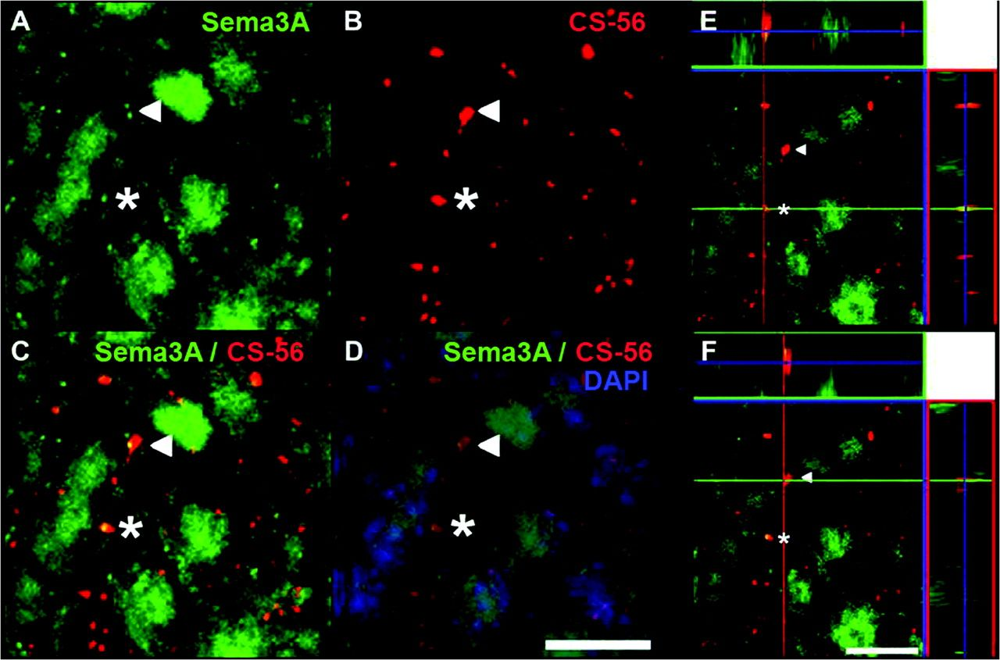 A Sema3A
B CS-56
E
C Sema3A / CS-56
D Sema3A / CS-56
DAPI
F